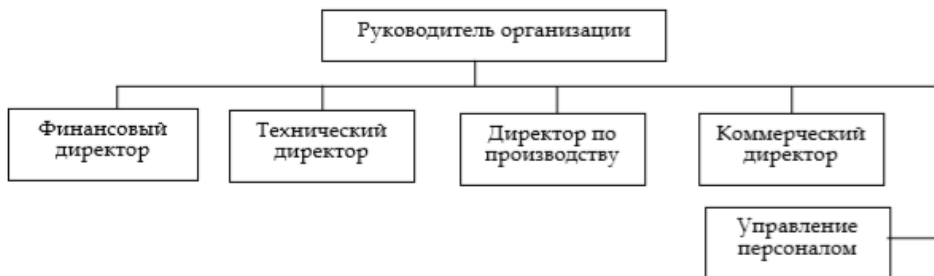 Руководитель организации
Финансовый
директор
Технический
директор
Директор по
производству
Коммерческий
директор
Управление
персоналом